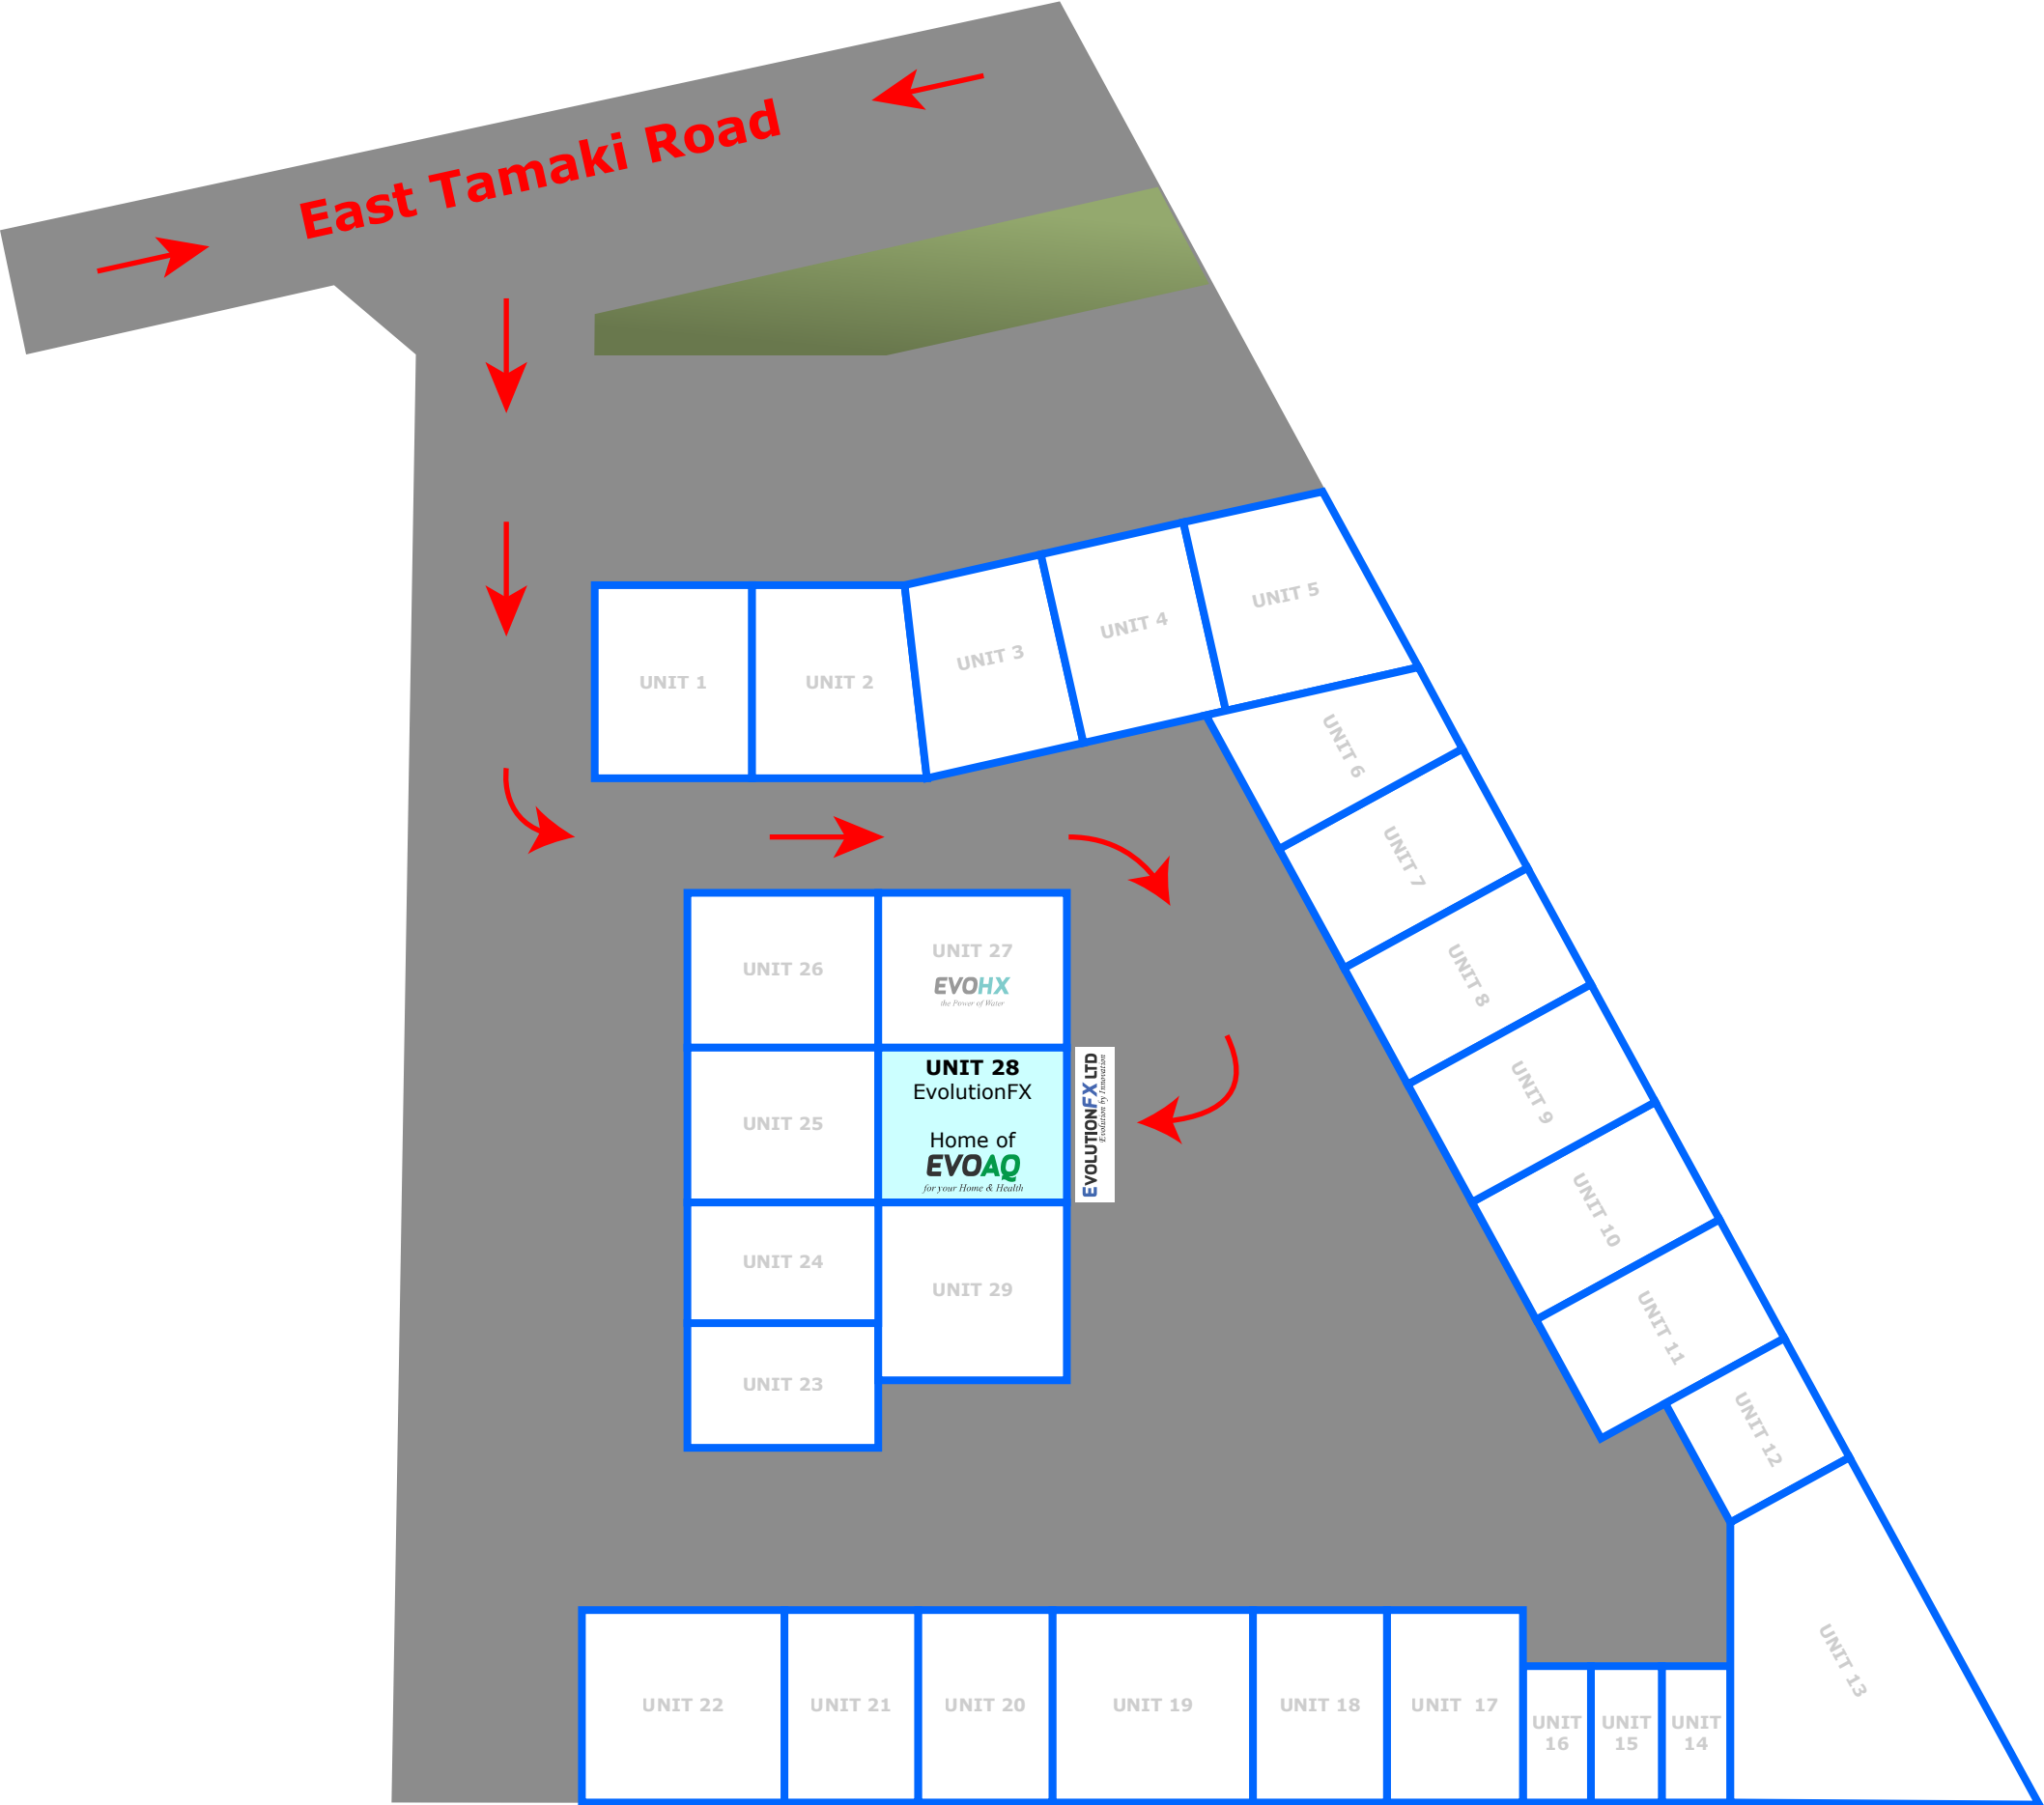 East Tamaki Road
UNIT 1
UNIT 2
UNIT 3
UNIT 4
UNIT 5
UNIT 6
UNIT 7
UNIT 8
UNIT 9
UNIT 10
UNIT 11
UNIT 12
UNIT 13
UNIT 26
UNIT 27
EVOHX
the Power of Water
UNIT 25
UNIT 28
EvolutionFX
Home of
EVOAQ
for your Home & Health
EVOLUTIONFX LTD
Evolution by Innovation
UNIT 24
UNIT 29
UNIT 23
UNIT 22
UNIT 21
UNIT 20
UNIT 19
UNIT 18
UNIT 17
UNIT
16
UNIT
15
UNIT
14